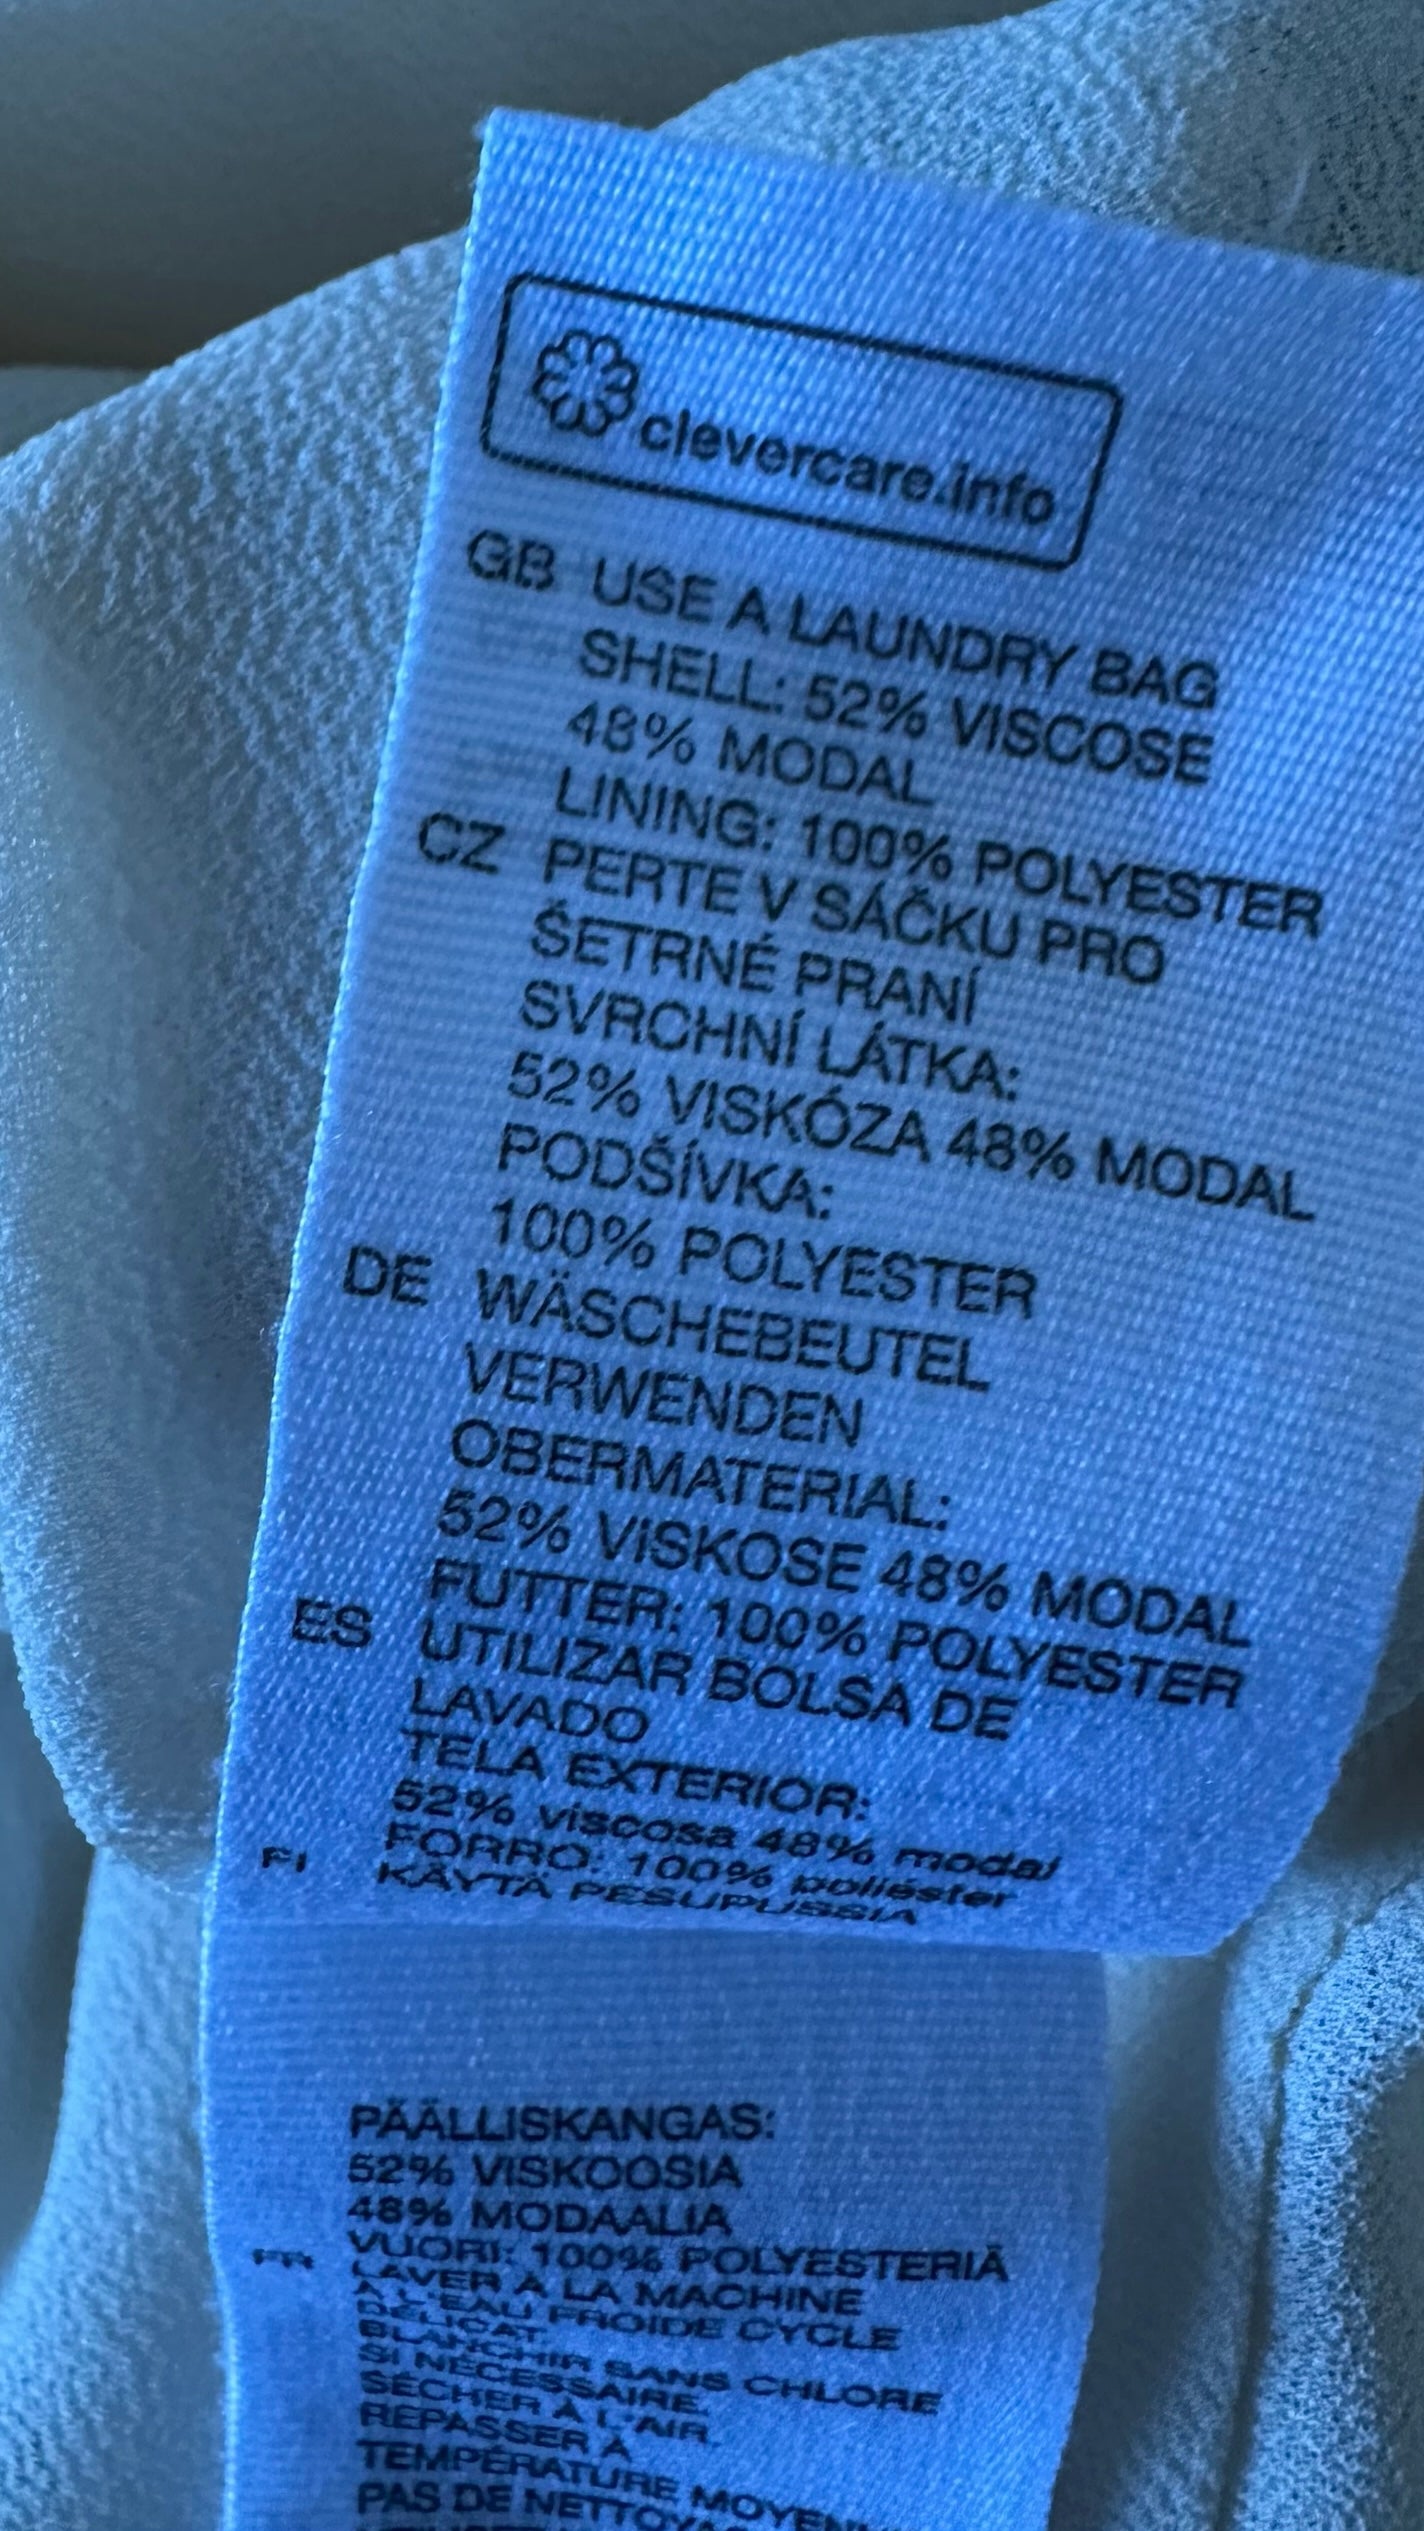 clevercare.info
GB USE A LAUNDRY BAG
SHELL: 52% VISCOSE
48% MODAL
LINING: 100% POLYESTER
CZ PERTE V SÁČKU PRO
ŠETRNÉ PRANÍ
SVRCHNÍ LÁTKA:
52% VISKÓZA 48% MODAL
PODŠÍVKA:
100% POLYESTER
DE WÄSCHEBEUTEL
VERWENDEN
OBERMATERIAL:
52% VISKOSE 48% MODAL
FUTTER: 100% POLYESTER
ES UTILIZAR BOLSA DE
LAVADO
TELA EXTERIOR:
52% viscosa 48% modal
FORRO: 100% poliéster
FI KÄYTÄ PESUPUSSIA
PÄÄLLISKANGAS:
52% VISKOOSIA
48% MODAALIA
VUORI: 100% POLYESTERIÄ
FR LAVER À LA MACHINE
À L'EAU FROIDE CYCLE
DÉLICAT.
BLANCHIR SANS CHLORE
SI NÉCESSAIRE.
SÉCHER À L'AIR.
REPASSER À
TEMPÉRATURE
PAS DE